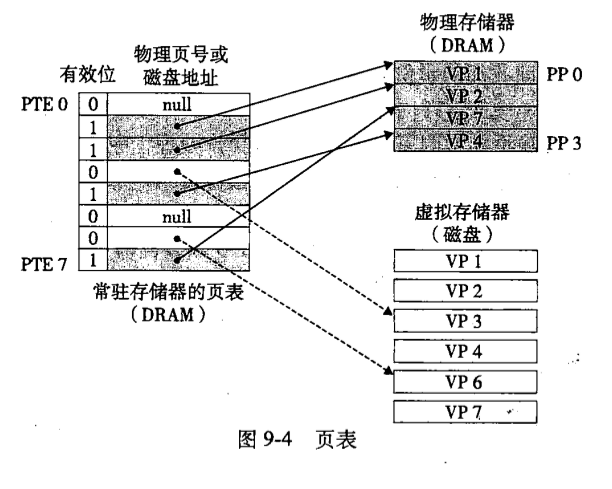 物理页号或
磁盘地址
有效位
PTE 0
0
null
1
1
0
1
0
null
0
PTE 7
1
常驻存储器的页表
（DRAM）
物理存储器
（DRAM）
VP 1
PP 0
VP 2
VP 7
VP 4
PP 3
虚拟存储器
（磁盘）
VP 1
VP 2
VP 3
VP 4
VP 6
VP 7
图 9-4 页表